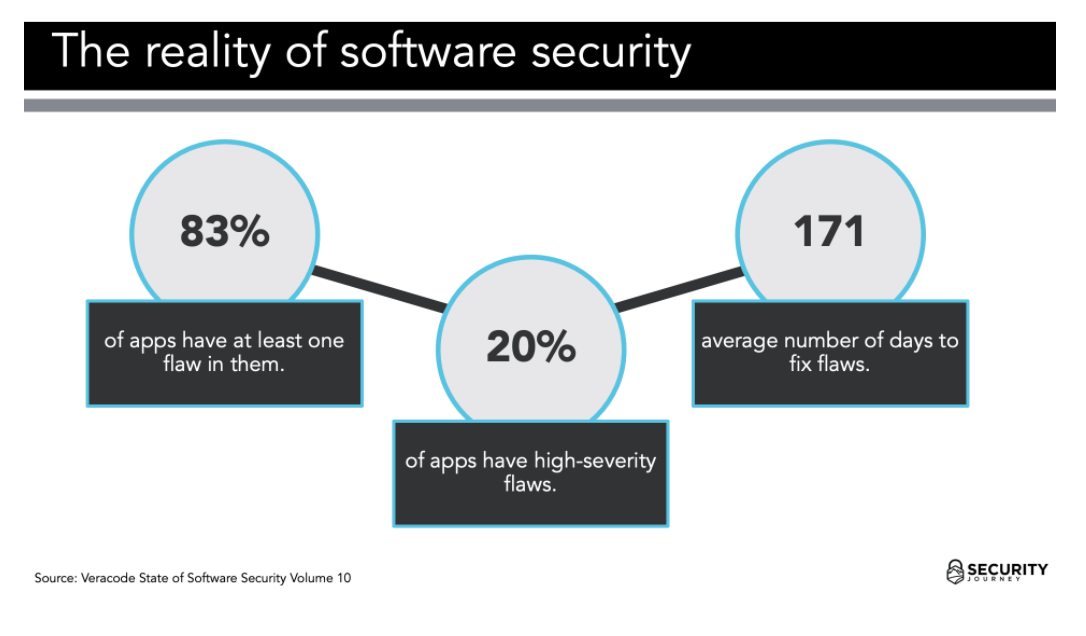 The reality of software security
83%
of apps have at least one
flaw in them.
20%
of apps have high-severity
flaws.
171
average number of days to
fix flaws.
Source: Veracode State of Software Security Volume 10
SECURITY
JOURNEY